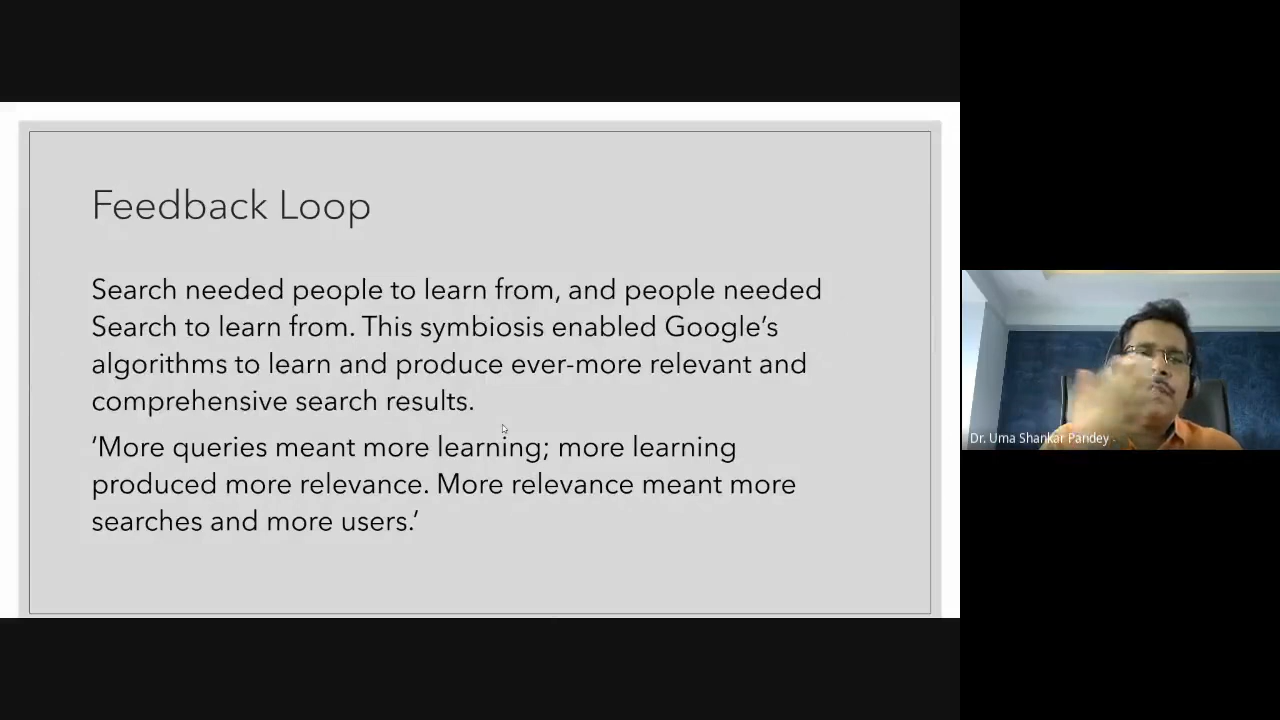 Feedback Loop
Search needed people to learn from, and people needed
Search to learn from. This symbiosis enabled Google’s
algorithms to learn and produce ever-more relevant and
comprehensive search results.
‘More queries meant more learning; more learning
produced more relevance. More relevance meant more
searches and more users.’
Dr. Uma Shankar Pandey